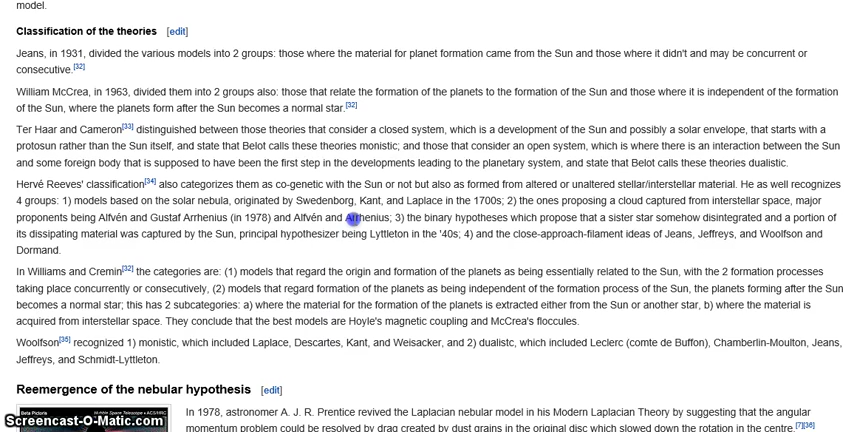 model.
Classification of the theories [edit]
Jeans, in 1931, divided the various models into 2 groups: those where the material for planet formation came from the Sun and those where it didn't and may be concurrent or
consecutive.[32]
William McCrea, in 1963, divided them into 2 groups also: those that relate the formation of the planets to the formation of the Sun and those where it is independent of the formation
of the Sun, where the planets form after the Sun becomes a normal star.[32]
Ter Haar and Cameron[33] distinguished between those theories that consider a closed system, which is a development of the Sun and possibly a solar envelope, that starts with a
protosun rather than the Sun itself, and state that Belot calls these theories monistic; and those that consider an open system, which is where there is an interaction between the Sun
and some foreign body that is supposed to have been the first step in the developments leading to the planetary system, and state that Belot calls these theories dualistic.
Hervé Reeves' classification[34] also categorizes them as co-genetic with the Sun or not but also as formed from altered or unaltered stellar/interstellar material. He as well recognizes
4 groups: 1) models based on the solar nebula, originated by Swedenborg, Kant, and Laplace in the 1700s; 2) the ones proposing a cloud captured from interstellar space, major
proponents being Alfvén and Gustaf Arrhenius (in 1978) and Alfvén and Arrhenius; 3) the binary hypotheses which propose that a sister star somehow disintegrated and a portion of
its dissipating material was captured by the Sun, principal hypothesizer being Lyttleton in the '40s; 4) and the close-approach-filament ideas of Jeans, Jeffreys, and Woolfson and
Dormand.
In Williams and Cremin[32] the categories are: (1) models that regard the origin and formation of the planets as being essentially related to the Sun, with the 2 formation processes
taking place concurrently or consecutively, (2) models that regard formation of the planets as being independent of the formation process of the Sun, the planets forming after the Sun
becomes a normal star; this has 2 subcategories: a) where the material for the formation of the planets is extracted either from the Sun or another star, b) where the material is
acquired from interstellar space. They conclude that the best models are Hoyle's magnetic coupling and McCrea's floccules.
Woolfson[35] recognized 1) monistic, which included Laplace, Descartes, Kant, and Weisacker, and 2) dualistc, which included Leclerc (comte de Buffon), Chamberlin-Moulton, Jeans,
Jeffreys, and Schmidt-Lyttleton.
Reemergence of the nebular hypothesis [edit]
Beta Pictoris Hubble Space Telescope • ACS/HRC
In 1978, astronomer A. J. R. Prentice revived the Laplacian nebular model in his Modern Laplacian Theory by suggesting that the angular
momentum problem could be resolved by drag created by dust grains in the original disc which slowed down the rotation in the centre.[7][36]
Screencast-O-Matic.com